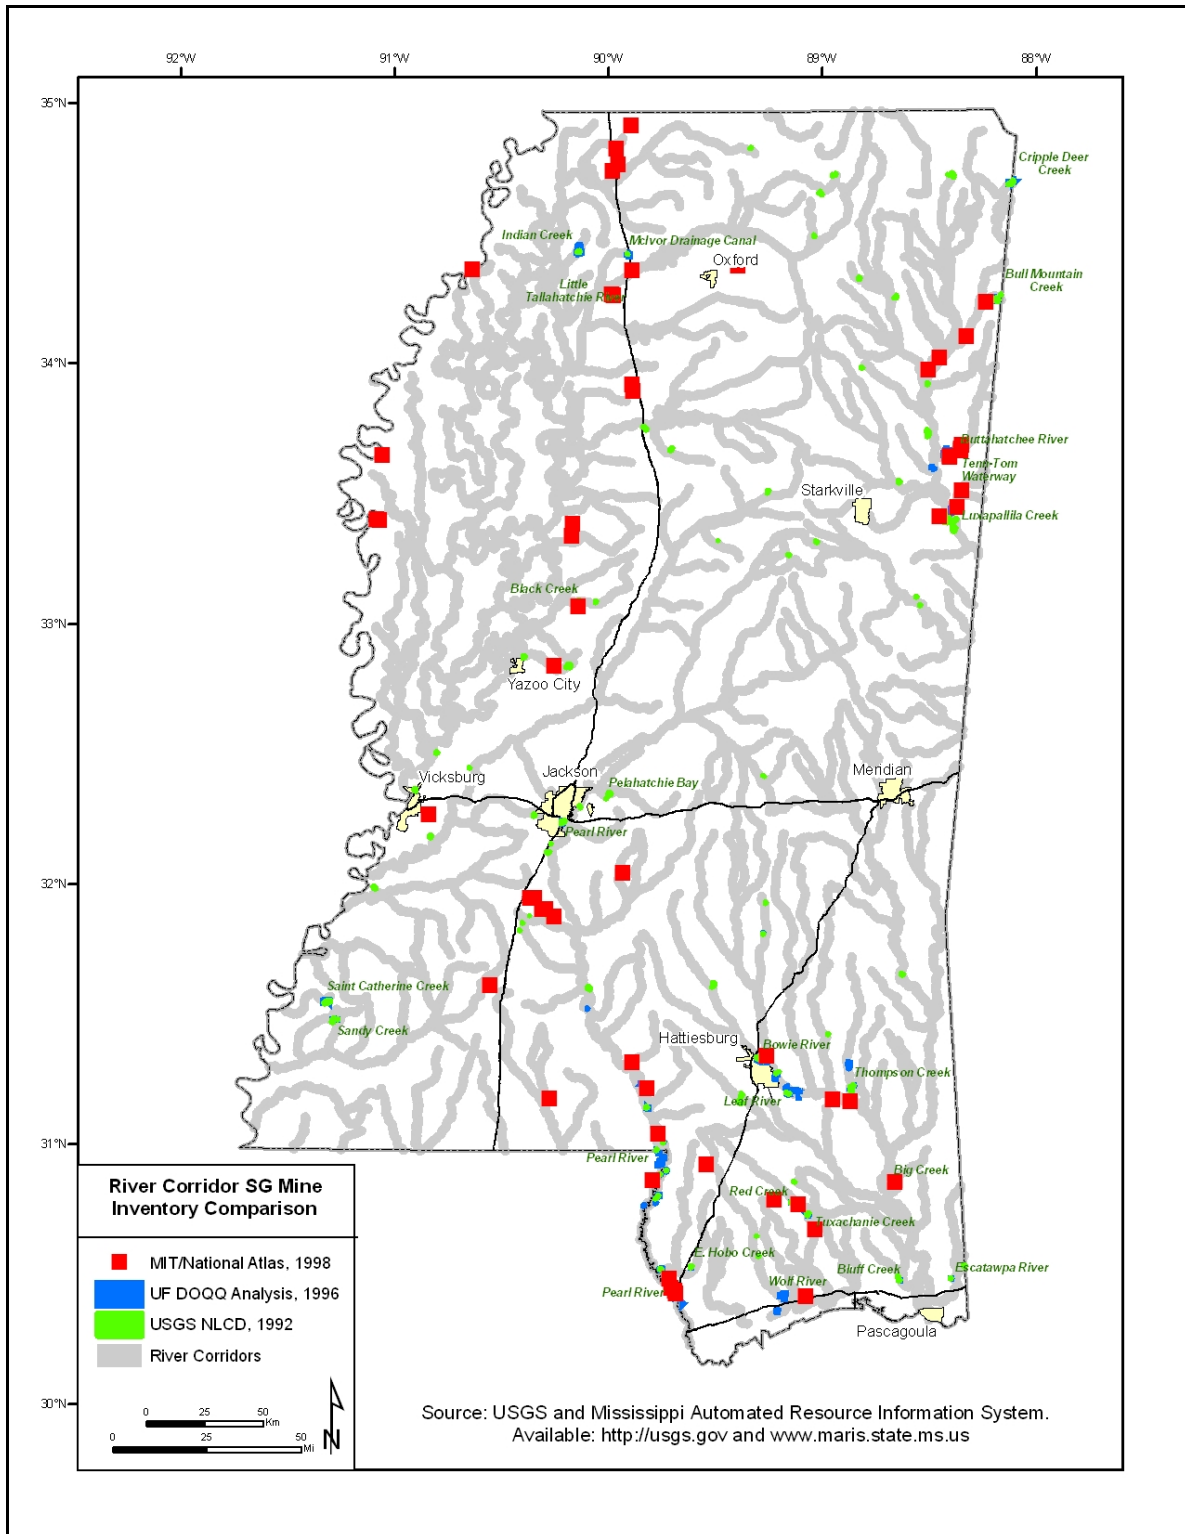 92°W
91°W
90°W
89°W
88°W
35°N
34°N
33°N
32°N
31°N
30°N
Cripple Deer
Creek
Indian Creek
McIvor Drainage Canal
Oxford
Little
Tallahatchie River
Bull Mountain
Creek
Buttahatchee River
Tenn-Tom
Waterway
Starkville
Luxapallila Creek
Black Creek
Yazoo City
Vicksburg
Jackson
Pelahatchie Bay
Meridian
Pearl River
Saint Catherine Creek
Sandy Creek
Hattiesburg
Bowie River
Thompson Creek
Leaf River
Pearl River
Big Creek
Red Creek
Tuxachanie Creek
E. Hobo Creek
Wolf River
Bluff Creek
Escatawpa River
Pearl River
Pascagoula
River Corridor SG Mine
Inventory Comparison
MIT/National Atlas, 1998
UF DOQQ Analysis, 1996
USGS NLCD, 1992
River Corridors
0 25 50
Km
0 25 50
Mi
N
Source: USGS and Mississippi Automated Resource Information System.
Available: http://usgs.gov and www.maris.state.ms.us